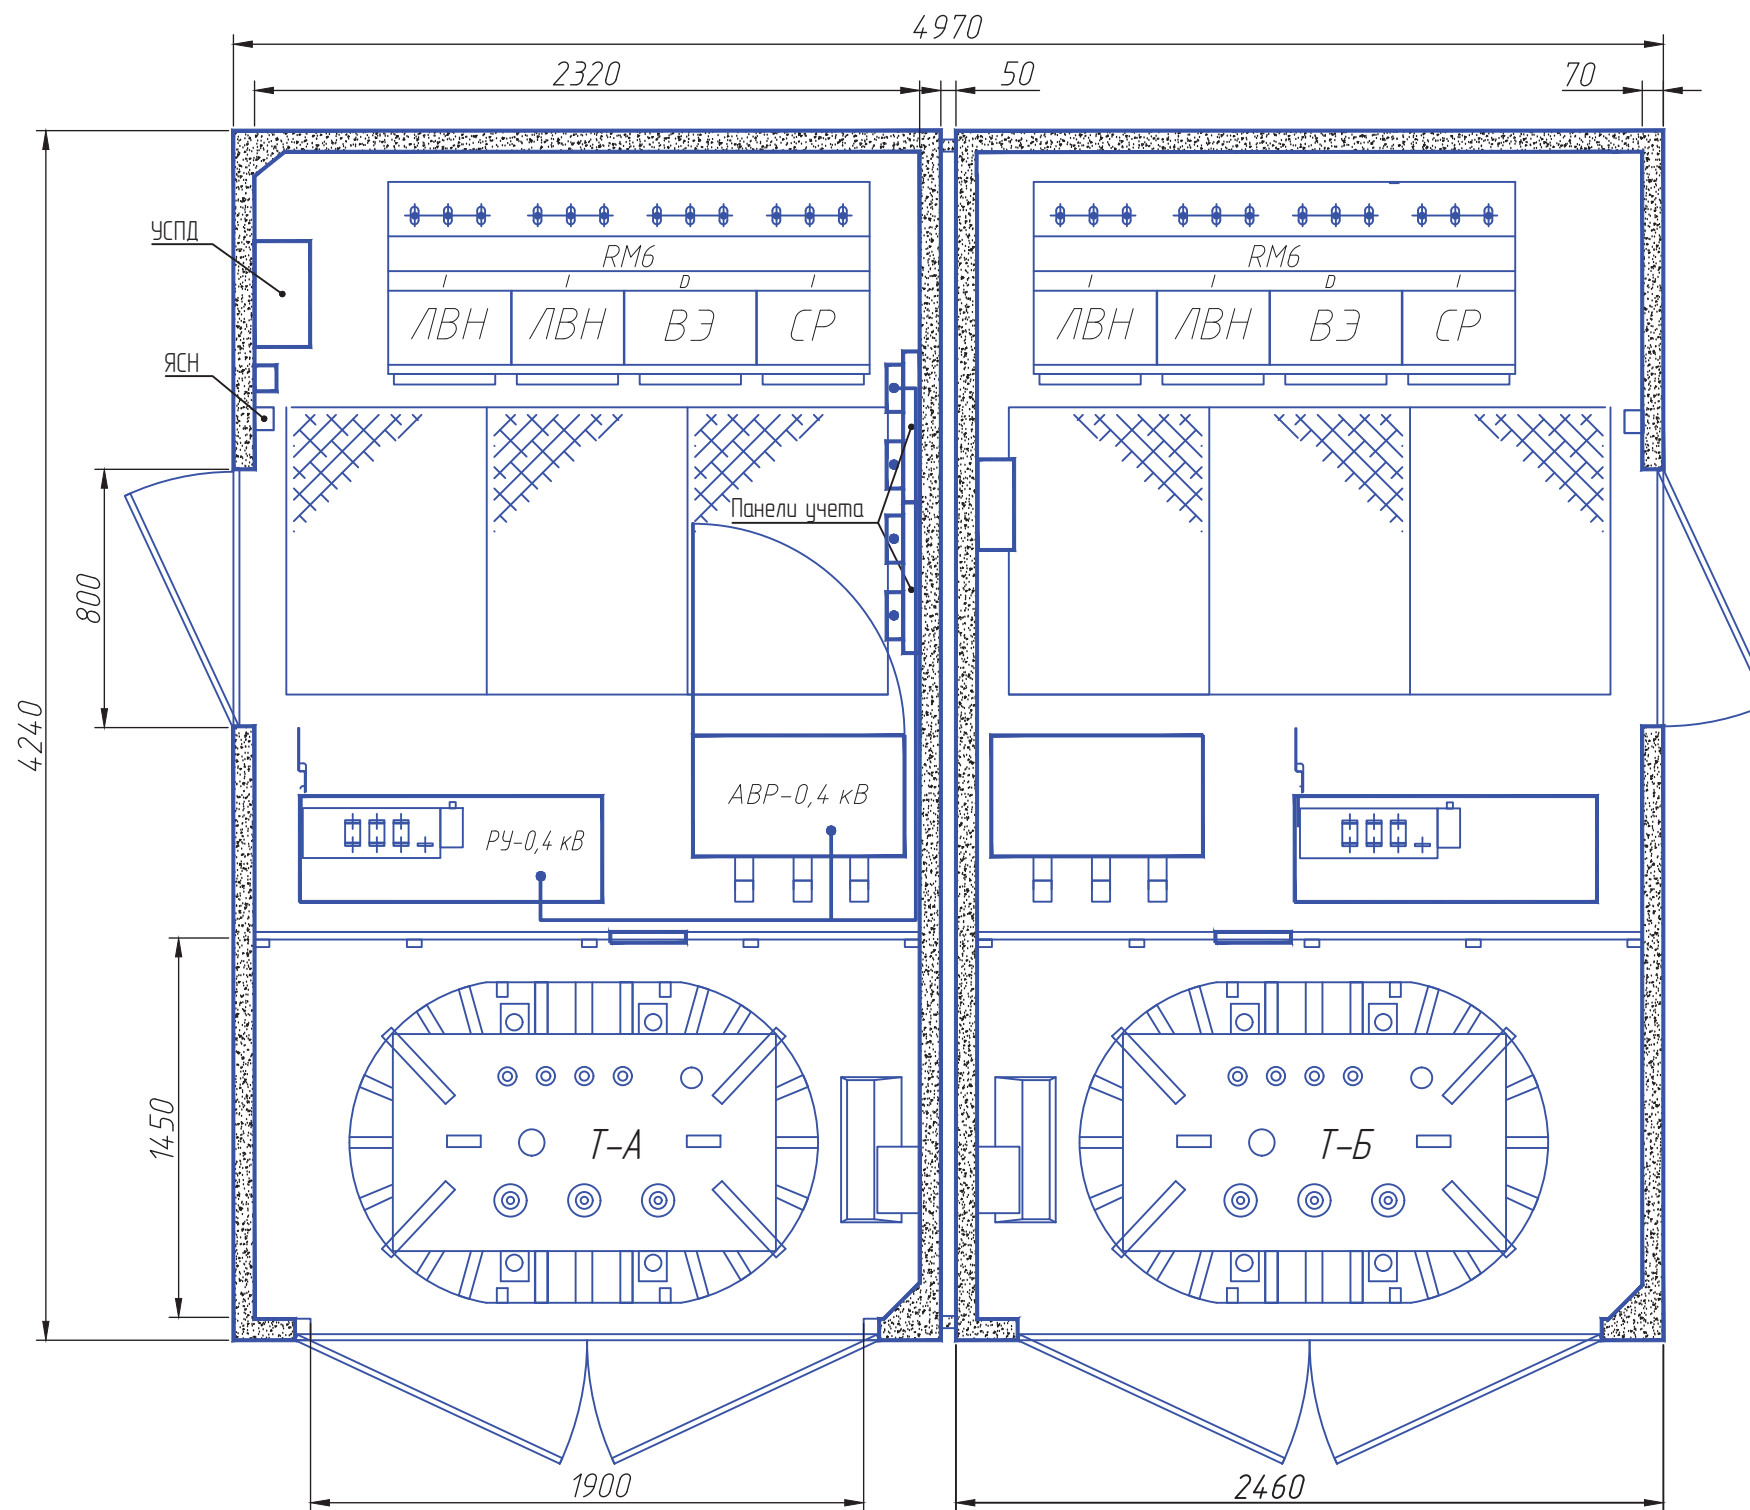 4970
2320 50 70
УСПД
RM6 RM6
I I D I I I D I
ЛВН ЛВН ВЭ СР ЛВН ЛВН ВЭ СР
ЯСН
Панели учета
800
4240
АВР-0,4 кВ
РУ-0,4 кВ
1450
Т-А Т-Б
1900 2460